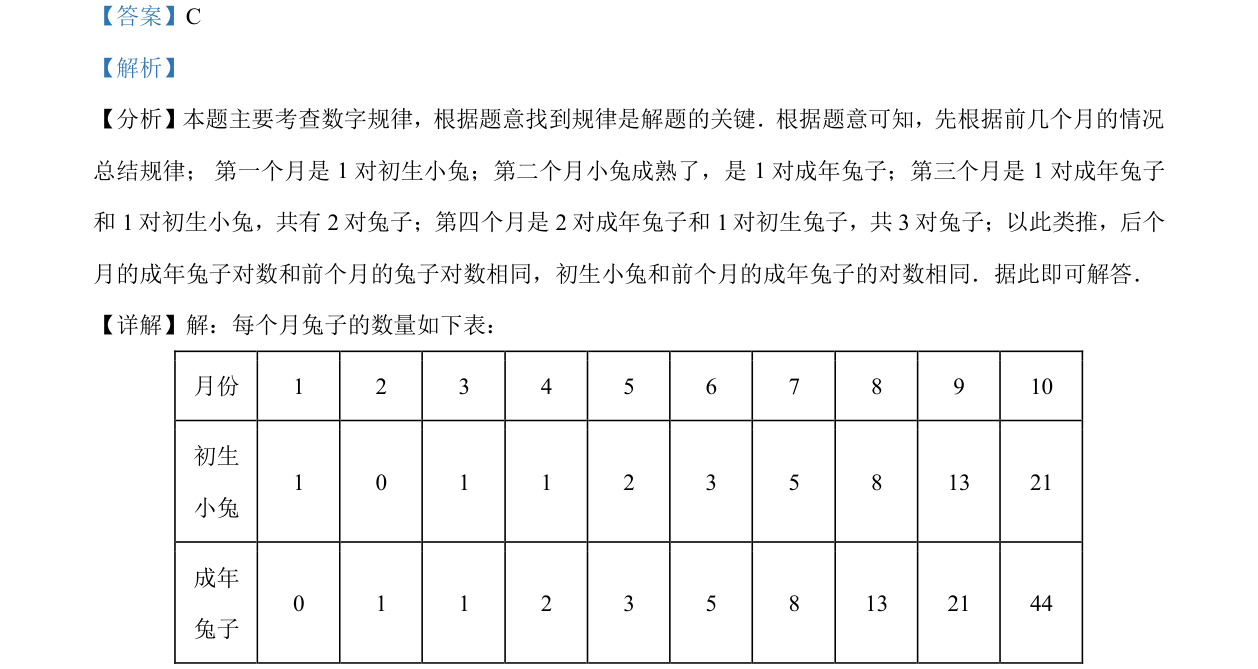 【答案】C
【解析】
【分析】本题主要考查数字规律，根据题意找到规律是解题的关键．根据题意可知，先根据前几个月的情况
总结规律； 第一个月是 1 对初生小兔；第二个月小兔成熟了，是 1 对成年兔子；第三个月是 1 对成年兔子
和 1 对初生小兔，共有 2 对兔子；第四个月是 2 对成年兔子和 1 对初生兔子，共 3 对兔子；以此类推，后个
月的成年兔子对数和前个月的兔子对数相同，初生小兔和前个月的成年兔子的对数相同．据此即可解答．
【详解】解：每个月兔子的数量如下表：
月份 1 2 3 4 5 6 7 8 9 10
初生
小兔 1 0 1 1 2 3 5 8 13 21
成年
兔子 0 1 1 2 3 5 8 13 21 44